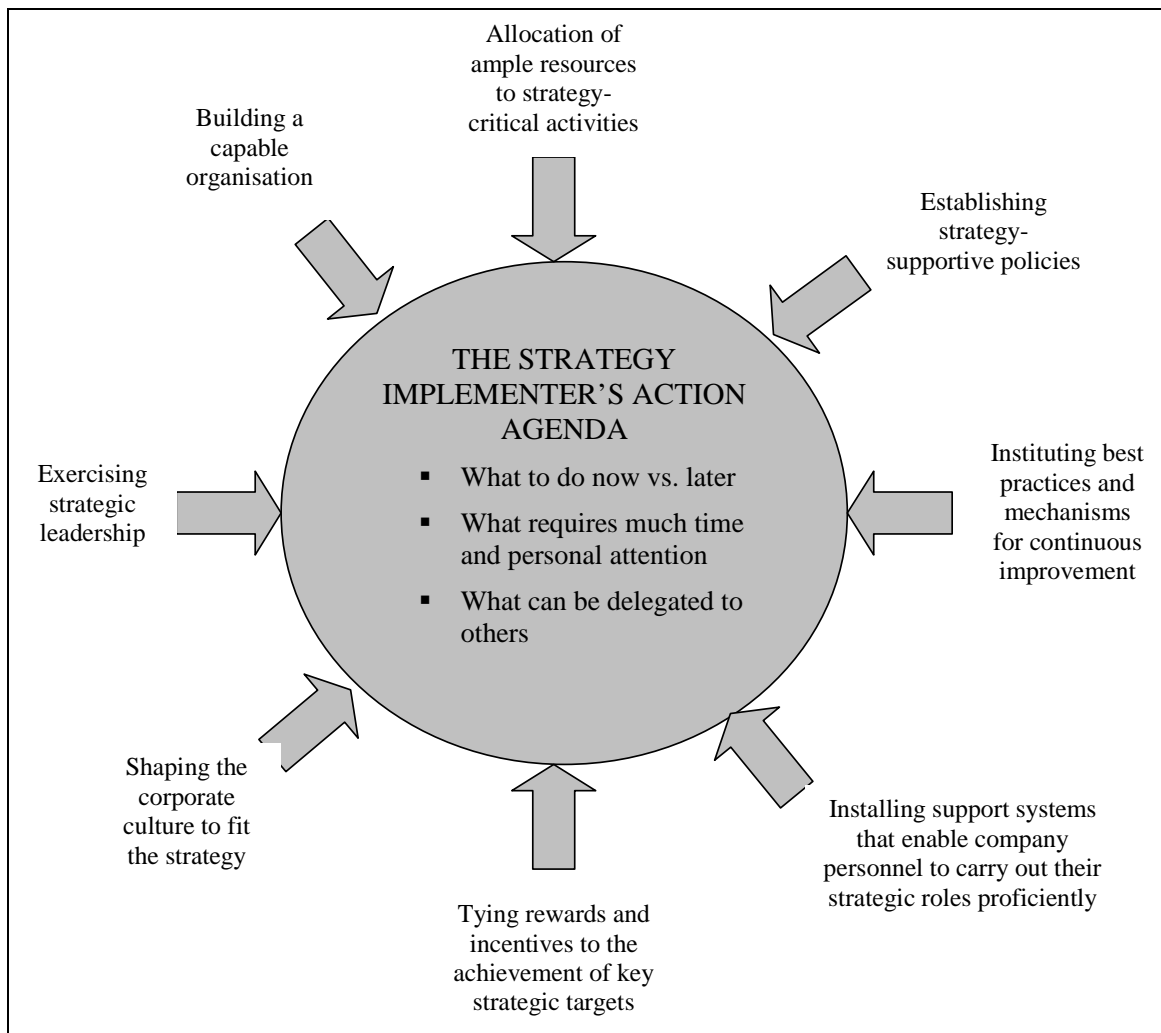 Allocation of
ample resources
to strategy-
critical activities
Building a
capable
organisation
Establishing
strategy-
supportive policies
THE STRATEGY
IMPLEMENTER’S ACTION
AGENDA
▪ What to do now vs. later
▪ What requires much time
and personal attention
▪ What can be delegated to
others
Exercising
strategic
leadership
Instituting best
practices and
mechanisms
for continuous
improvement
Shaping the
corporate
culture to fit
the strategy
Installing support systems
that enable company
personnel to carry out their
strategic roles proficiently
Tying rewards and
incentives to the
achievement of key
strategic targets